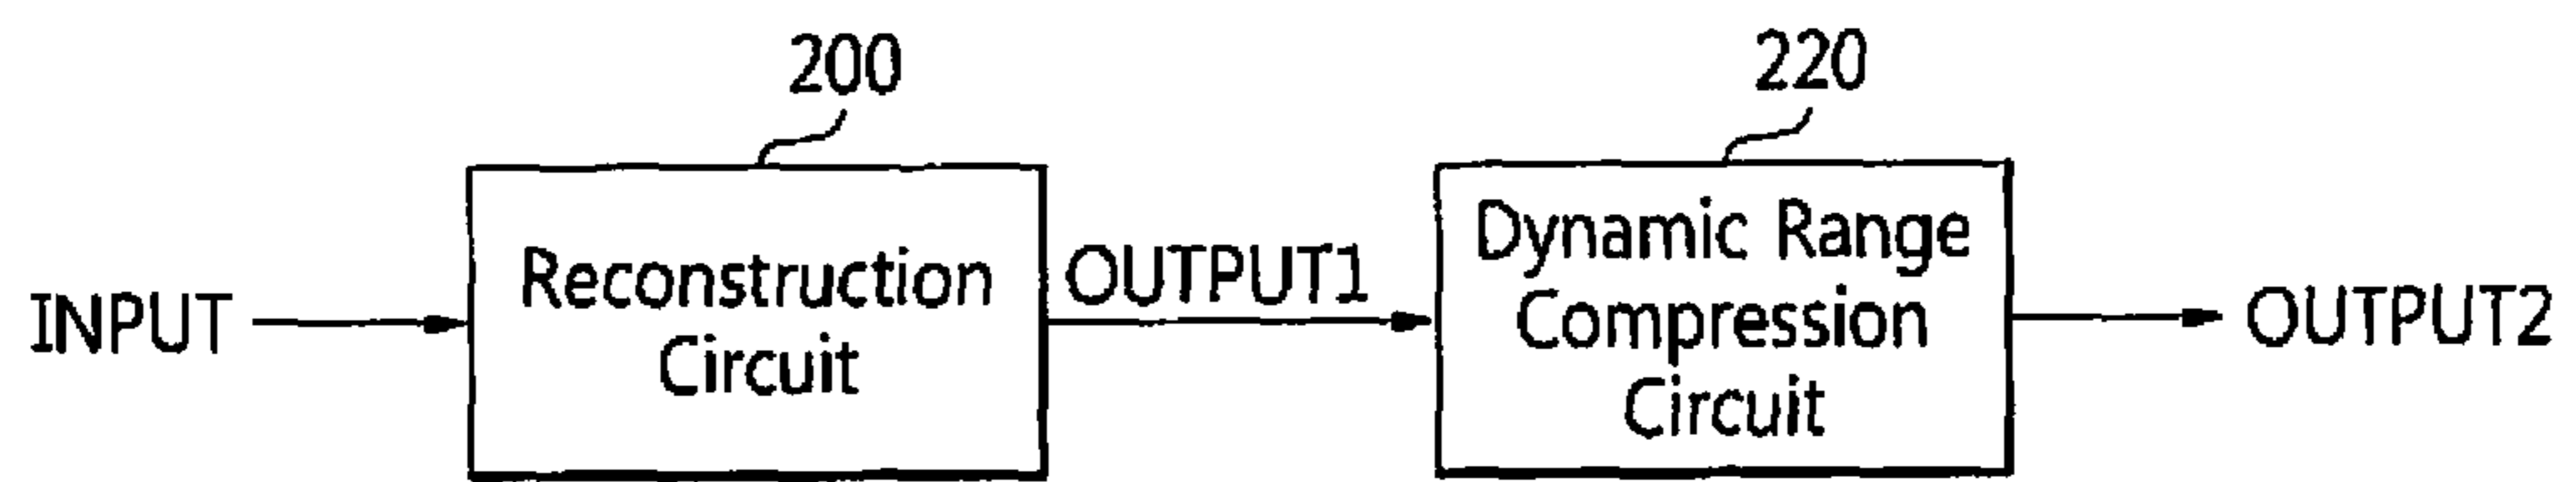 200
220
INPUT
Reconstruction
Circuit
OUTPUT1
Dynamic Range
Compression
Circuit
OUTPUT2